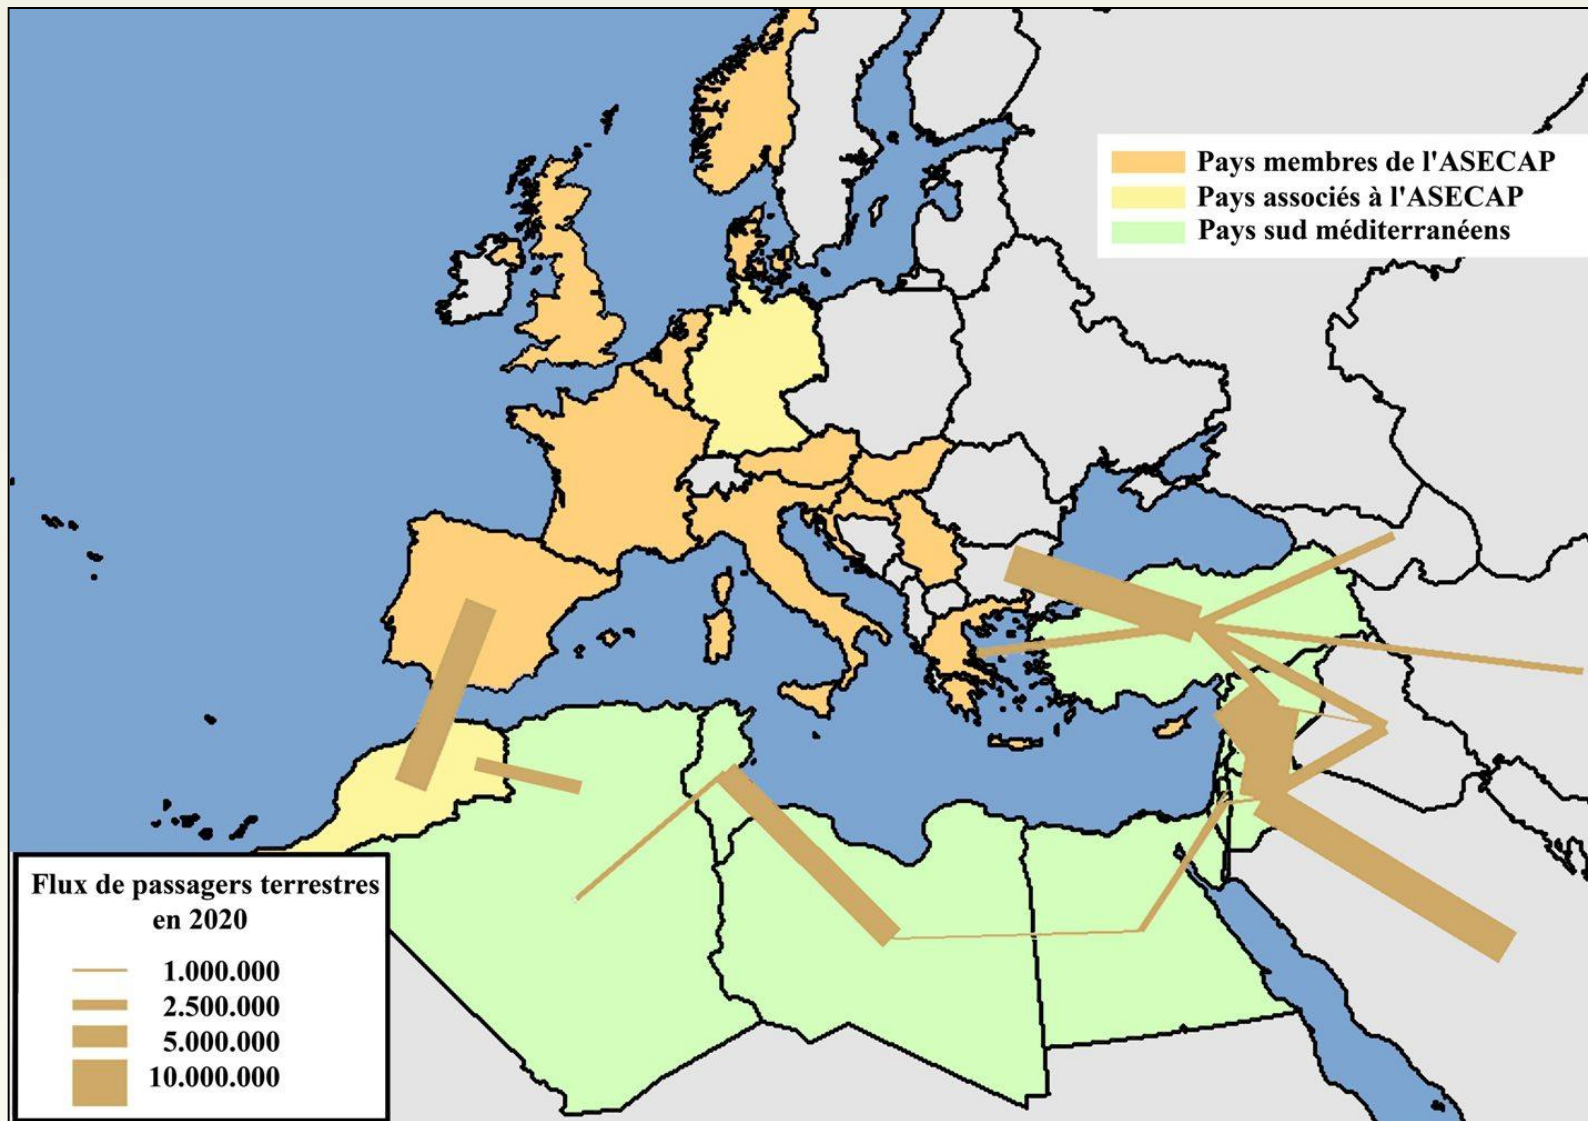 Pays membres de l'ASECAP
Pays associés à l'ASECAP
Pays sud méditerranéens
Flux de passagers terrestres
en 2020
1.000.000
2.500.000
5.000.000
10.000.000